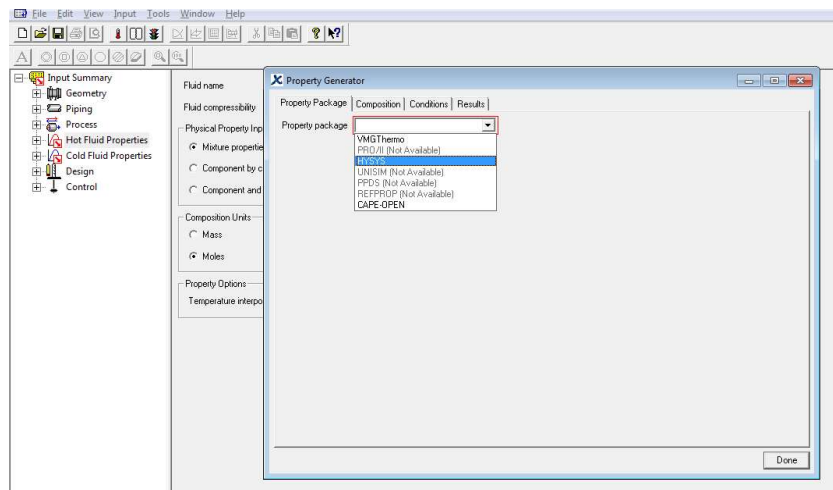 File Edit View Input Tools Window Help
Input Summary
Geometry
Piping
Process
Hot Fluid Properties
Cold Fluid Properties
Design
Control
Fluid name
Fluid compressibility
Physical Property Inp
Mixture propertie
Component by c
Component and
Composition Units
Mass
Moles
Property Options
Temperature interpo
Property Generator
Property Package Composition Conditions Results
Property package
VMGThermo
PRO/II (Not Available)
HYSYS
UNISIM (Not Available)
PPDS (Not Available)
REFPROP (Not Available)
CAPE-OPEN
Done